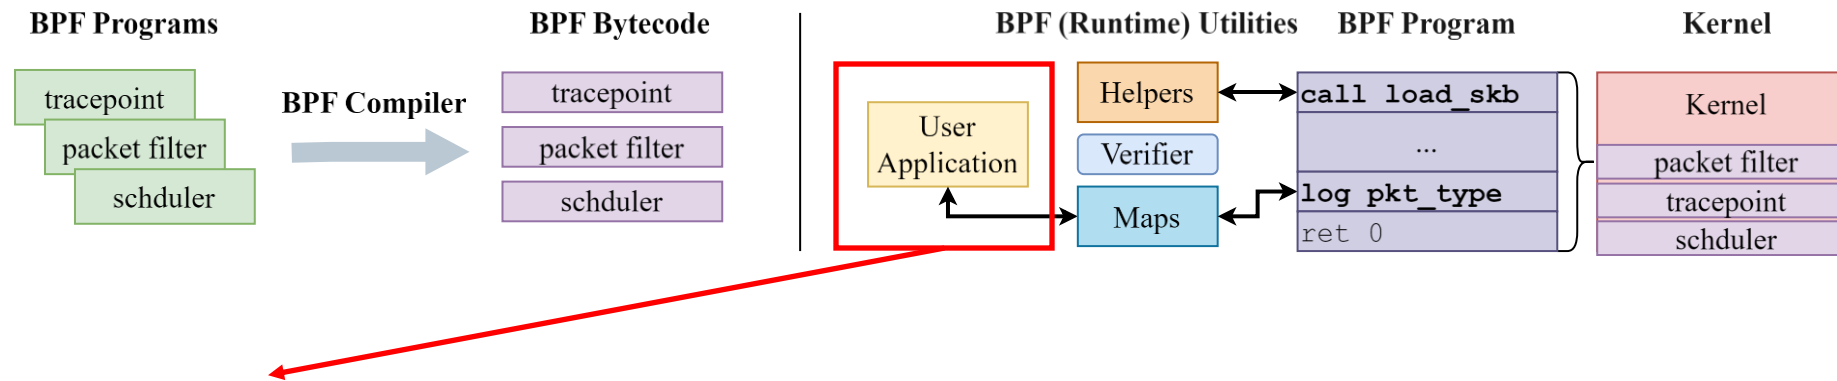 BPF Programs
tracepoint
packet filter
schduler
BPF Compiler
BPF Bytecode
tracepoint
packet filter
schduler
BPF (Runtime) Utilities
User
Application
Helpers
Verifier
Maps
BPF Program
call load_skb
...
log pkt_type
ret 0
Kernel
Kernel
packet filter
tracepoint
schduler